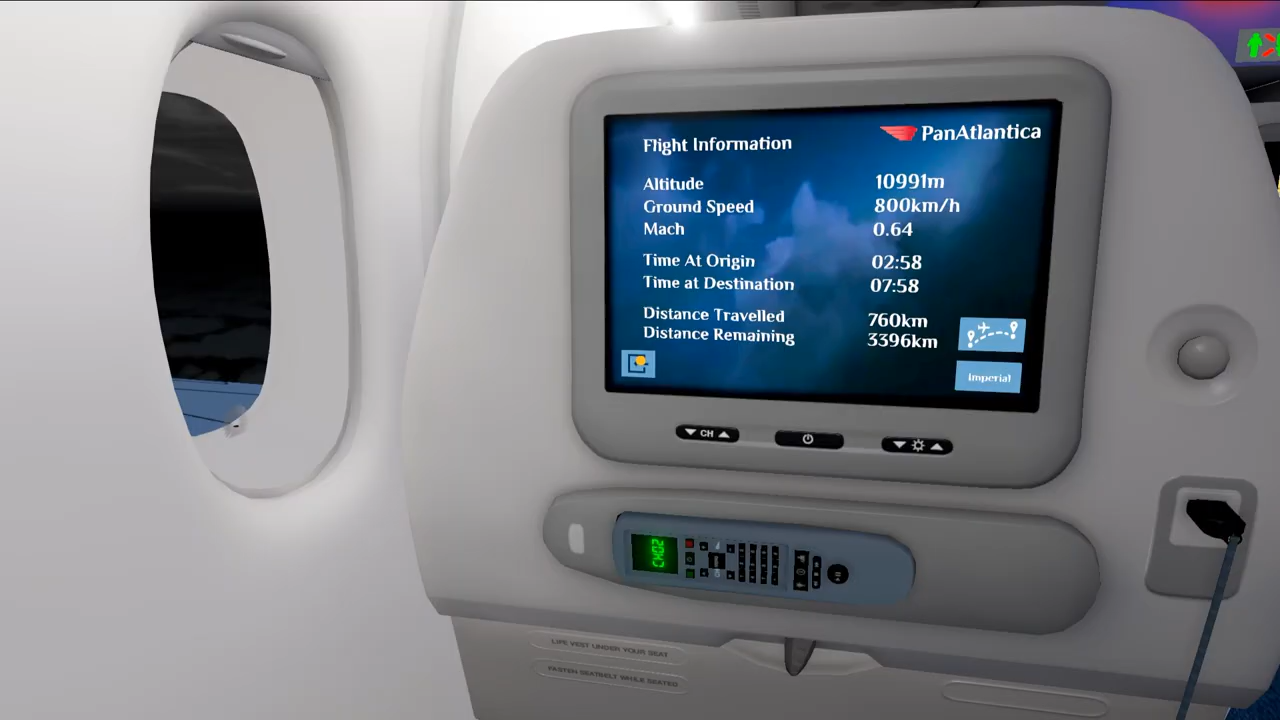 Flight Information
PanAtlantica
Altitude 10991m
Ground Speed 800km/h
Mach 0.64
Time At Origin 02:58
Time at Destination 07:58
Distance Travelled 760km
Distance Remaining 3396km
Imperial
CH
CH02
LIFE VEST UNDER YOUR SEAT
FASTEN SEATBELT WHILE SEATED